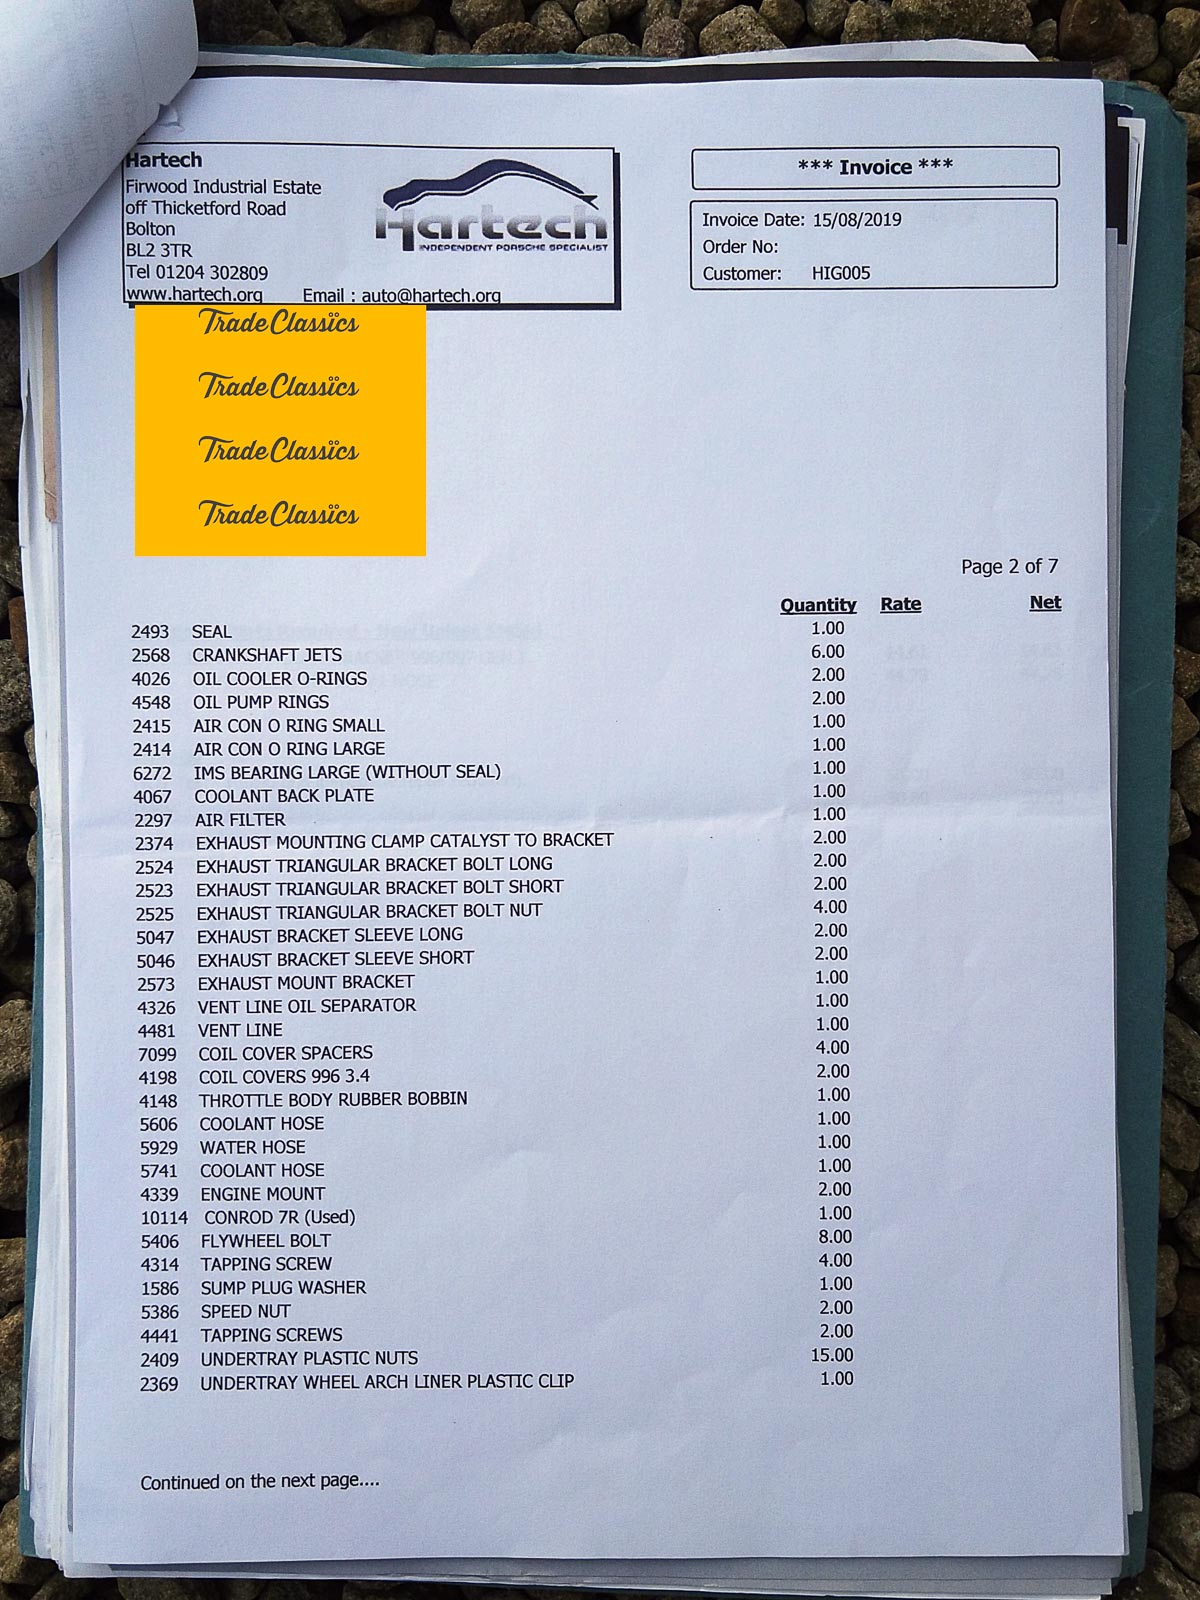 Hartech
Firwood Industrial Estate
off Thicketford Road
Bolton
BL2 3TR
Tel 01204 302809
www.hartech.org Email : auto@hartech.org
Hartech
INDEPENDENT PORSCHE SPECIALIST
*** Invoice ***
Invoice Date: 15/08/2019
Order No:
Customer: HIG005
Trade Classics
Trade Classics
Trade Classics
Trade Classics
Page 2 of 7
Quantity Rate Net
2493 SEAL 1.00
2568 CRANKSHAFT JETS 6.00
4026 OIL COOLER O-RINGS 2.00
4548 OIL PUMP RINGS 2.00
2415 AIR CON O RING SMALL 1.00
2414 AIR CON O RING LARGE 1.00
6272 IMS BEARING LARGE (WITHOUT SEAL) 1.00
4067 COOLANT BACK PLATE 1.00
2297 AIR FILTER 1.00
2374 EXHAUST MOUNTING CLAMP CATALYST TO BRACKET 2.00
2524 EXHAUST TRIANGULAR BRACKET BOLT LONG 2.00
2523 EXHAUST TRIANGULAR BRACKET BOLT SHORT 2.00
2525 EXHAUST TRIANGULAR BRACKET BOLT NUT 4.00
5047 EXHAUST BRACKET SLEEVE LONG 2.00
5046 EXHAUST BRACKET SLEEVE SHORT 2.00
2573 EXHAUST MOUNT BRACKET 1.00
4326 VENT LINE OIL SEPARATOR 1.00
4481 VENT LINE 1.00
7099 COIL COVER SPACERS 4.00
4198 COIL COVERS 996 3.4 2.00
4148 THROTTLE BODY RUBBER BOBBIN 1.00
5606 COOLANT HOSE 1.00
5929 WATER HOSE 1.00
5741 COOLANT HOSE 1.00
4339 ENGINE MOUNT 2.00
10114 CONROD 7R (Used) 1.00
5406 FLYWHEEL BOLT 8.00
4314 TAPPING SCREW 4.00
1586 SUMP PLUG WASHER 1.00
5386 SPEED NUT 2.00
4441 TAPPING SCREWS 2.00
2409 UNDERTRAY PLASTIC NUTS 15.00
2369 UNDERTRAY WHEEL ARCH LINER PLASTIC CLIP 1.00
Continued on the next page....